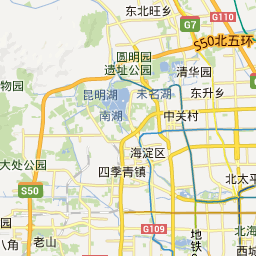 东北旺乡
G110
G7
S50北五环
圆明园
遗址公园
清华园
物园
昆明湖
未名湖
东升乡
南湖
中关村
海淀区
大处公园
四季青镇
北太平
S50
北海
G109
地铁
西城
八角
老山